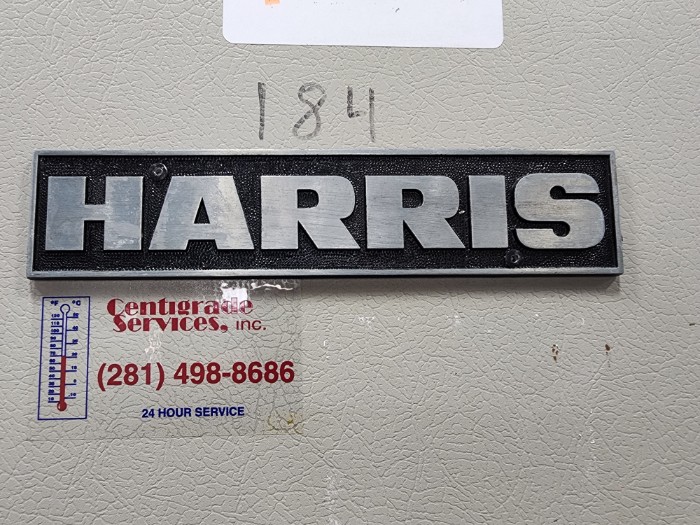 184
HARRIS
°F °C
Centigrade
Services, Inc.
(281) 498-8686
24 HOUR SERVICE